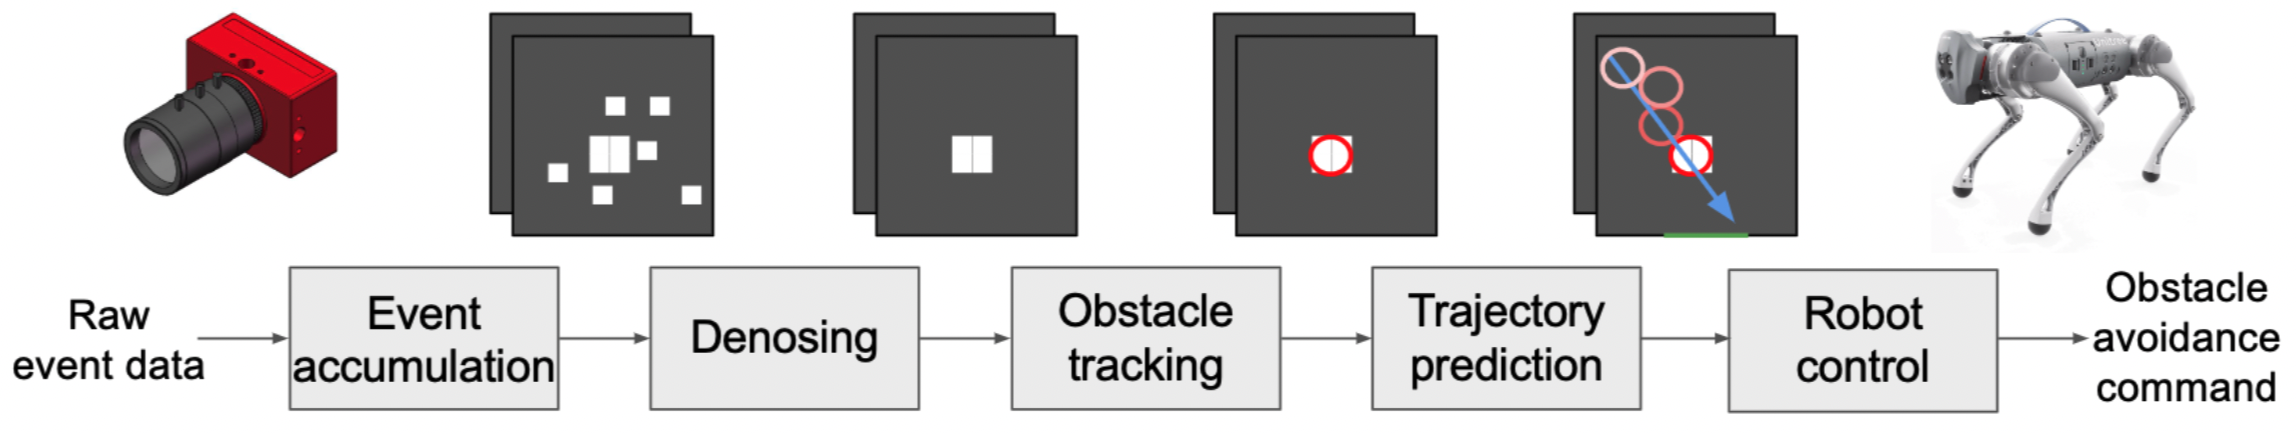 Raw
event data
Event
accumulation
Denosing
Obstacle
tracking
Trajectory
prediction
Robot
control
Obstacle
avoidance
command